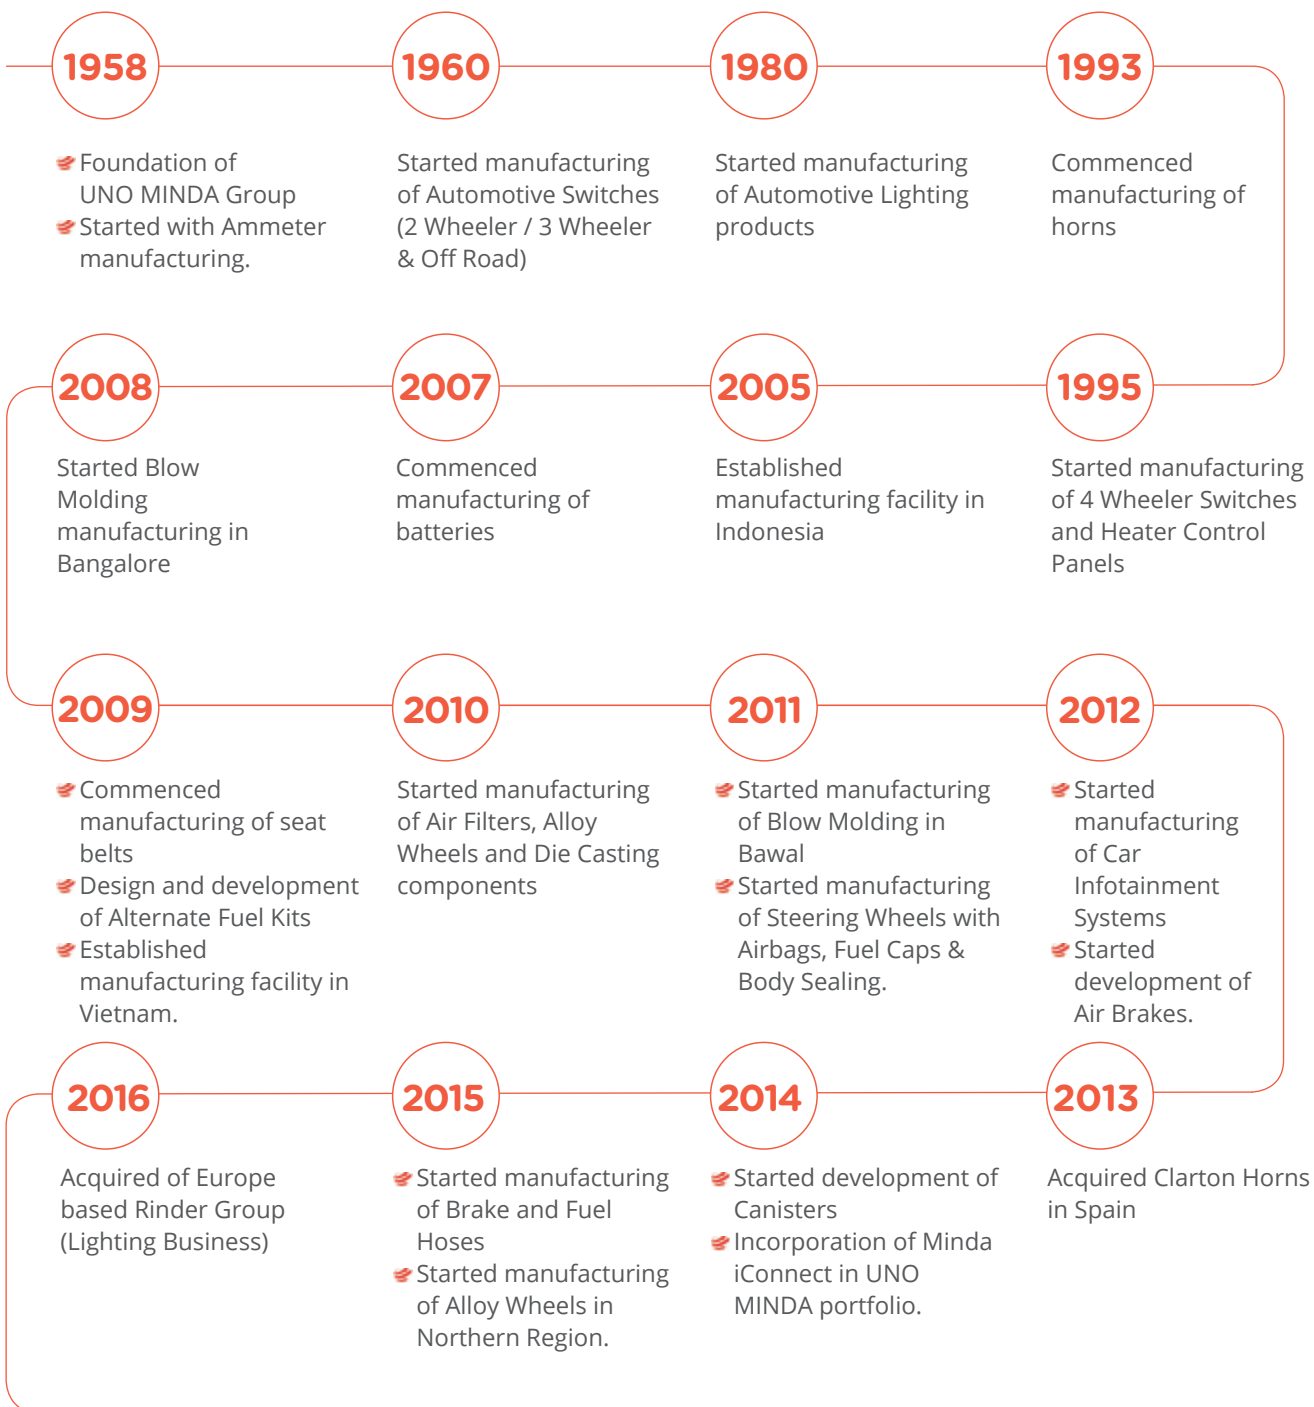 1958
Foundation of
UNO MINDA Group
Started with Ammeter
manufacturing.
1960
Started manufacturing
of Automotive Switches
(2 Wheeler / 3 Wheeler
& Off Road)
1980
Started manufacturing
of Automotive Lighting
products
1993
Commenced
manufacturing of
horns
1995
Started manufacturing
of 4 Wheeler Switches
and Heater Control
Panels
2005
Established
manufacturing facility in
Indonesia
2007
Commenced
manufacturing of
batteries
2008
Started Blow
Molding
manufacturing in
Bangalore
2009
Commenced
manufacturing of seat
belts
Design and development
of Alternate Fuel Kits
Established
manufacturing facility in
Vietnam.
2010
Started manufacturing
of Air Filters, Alloy
Wheels and Die Casting
components
2011
Started manufacturing
of Blow Molding in
Bawal
Started manufacturing
of Steering Wheels with
Airbags, Fuel Caps &
Body Sealing.
2012
Started
manufacturing
of Car
Infotainment
Systems
Started
development of
Air Brakes.
2013
Acquired Clarton Horns
in Spain
2014
Started development of
Canisters
Incorporation of Minda
iConnect in UNO
MINDA portfolio.
2015
Started manufacturing
of Brake and Fuel
Hoses
Started manufacturing
of Alloy Wheels in
Northern Region.
2016
Acquired of Europe
based Rinder Group
(Lighting Business)